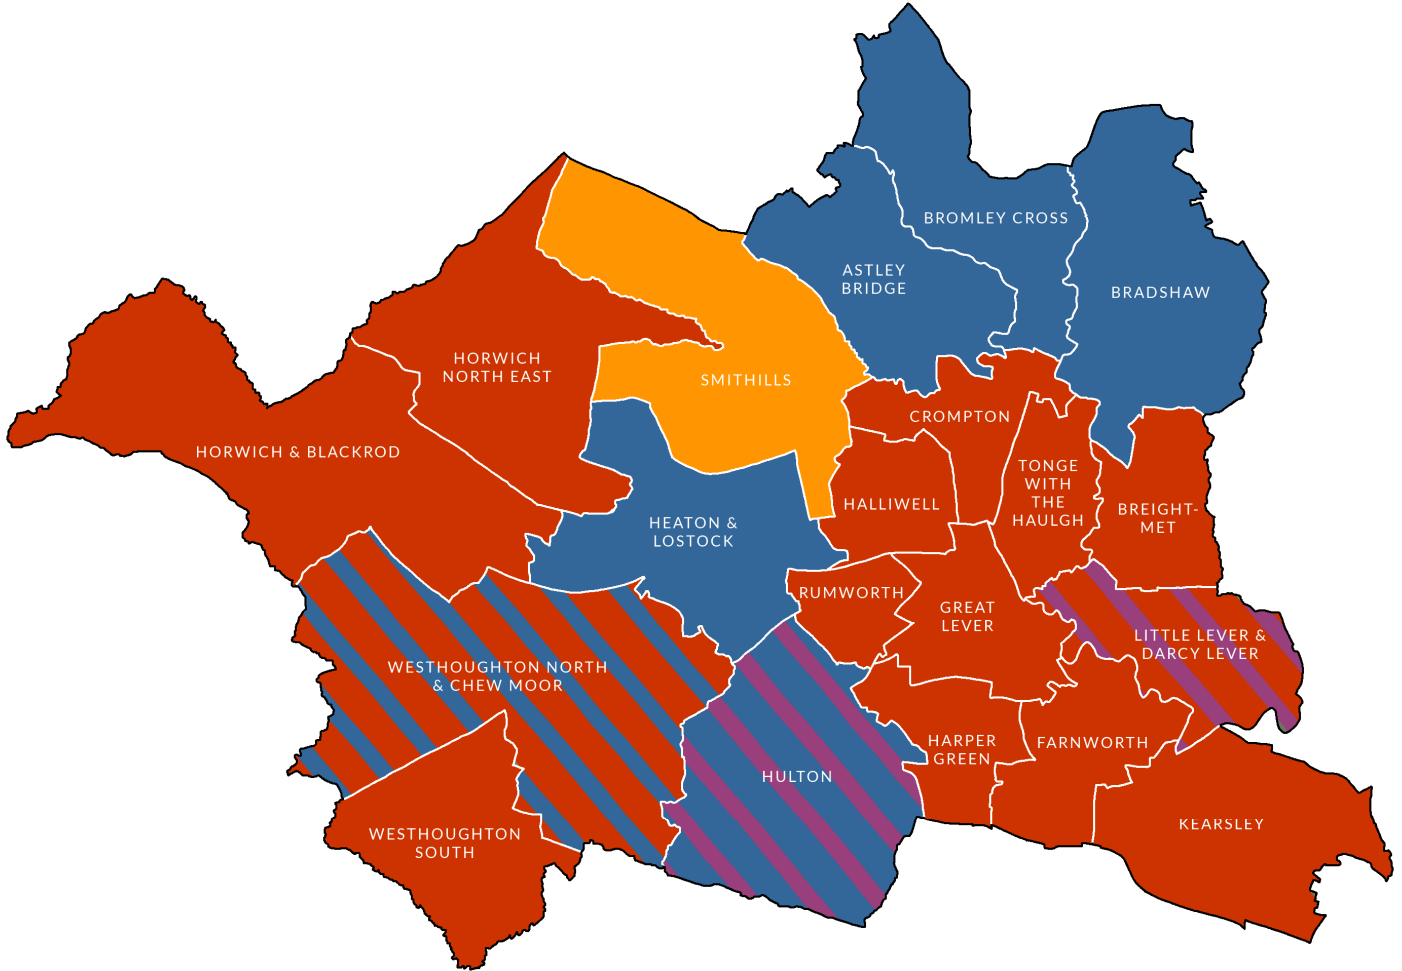 BROMLEY CROSS
ASTLEY
BRIDGE
BRADSHAW
HORWICH
NORTH EAST
SMITHILLS
CROMPTON
HORWICH & BLACKROD
TONGE
WITH
THE
HAULGH
HALLIWELL
BREIGHT-
MET
HEATON &
LOSTOCK
RUMWORTH
GREAT
LEVER
LITTLE LEVER &
DARCY LEVER
WESTHOUGHTON NORTH
& CHEW MOOR
HARPER
GREEN
FARNWORTH
HULTON
KEARSLEY
WESTHOUGHTON
SOUTH